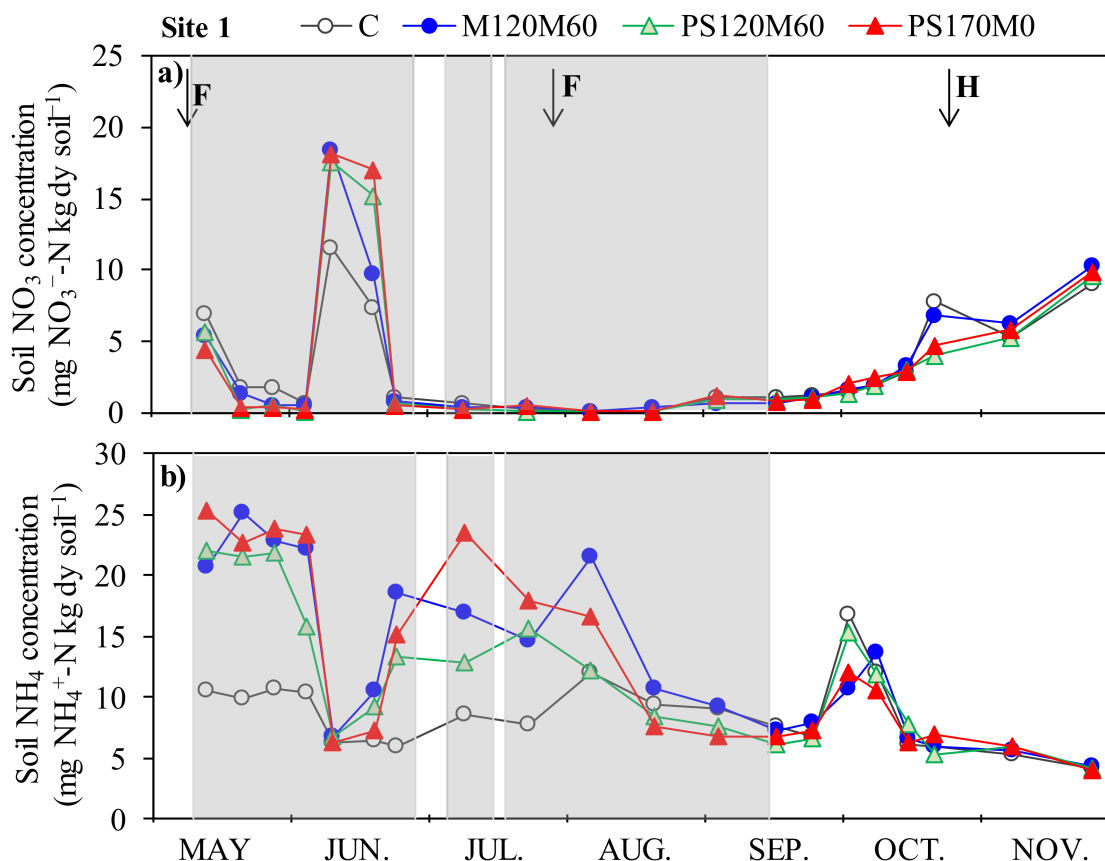 Site 1 C M120M60 PS120M60 PS170M0
a)
F F H
Soil NO₃ concentration
(mg NO₃⁻-N kg dy soil⁻¹)
25
20
15
10
5
0
b)
Soil NH₄ concentration
(mg NH₄⁺-N kg dy soil⁻¹)
30
25
20
15
10
5
0
MAY JUN. JUL. AUG. SEP. OCT. NOV.